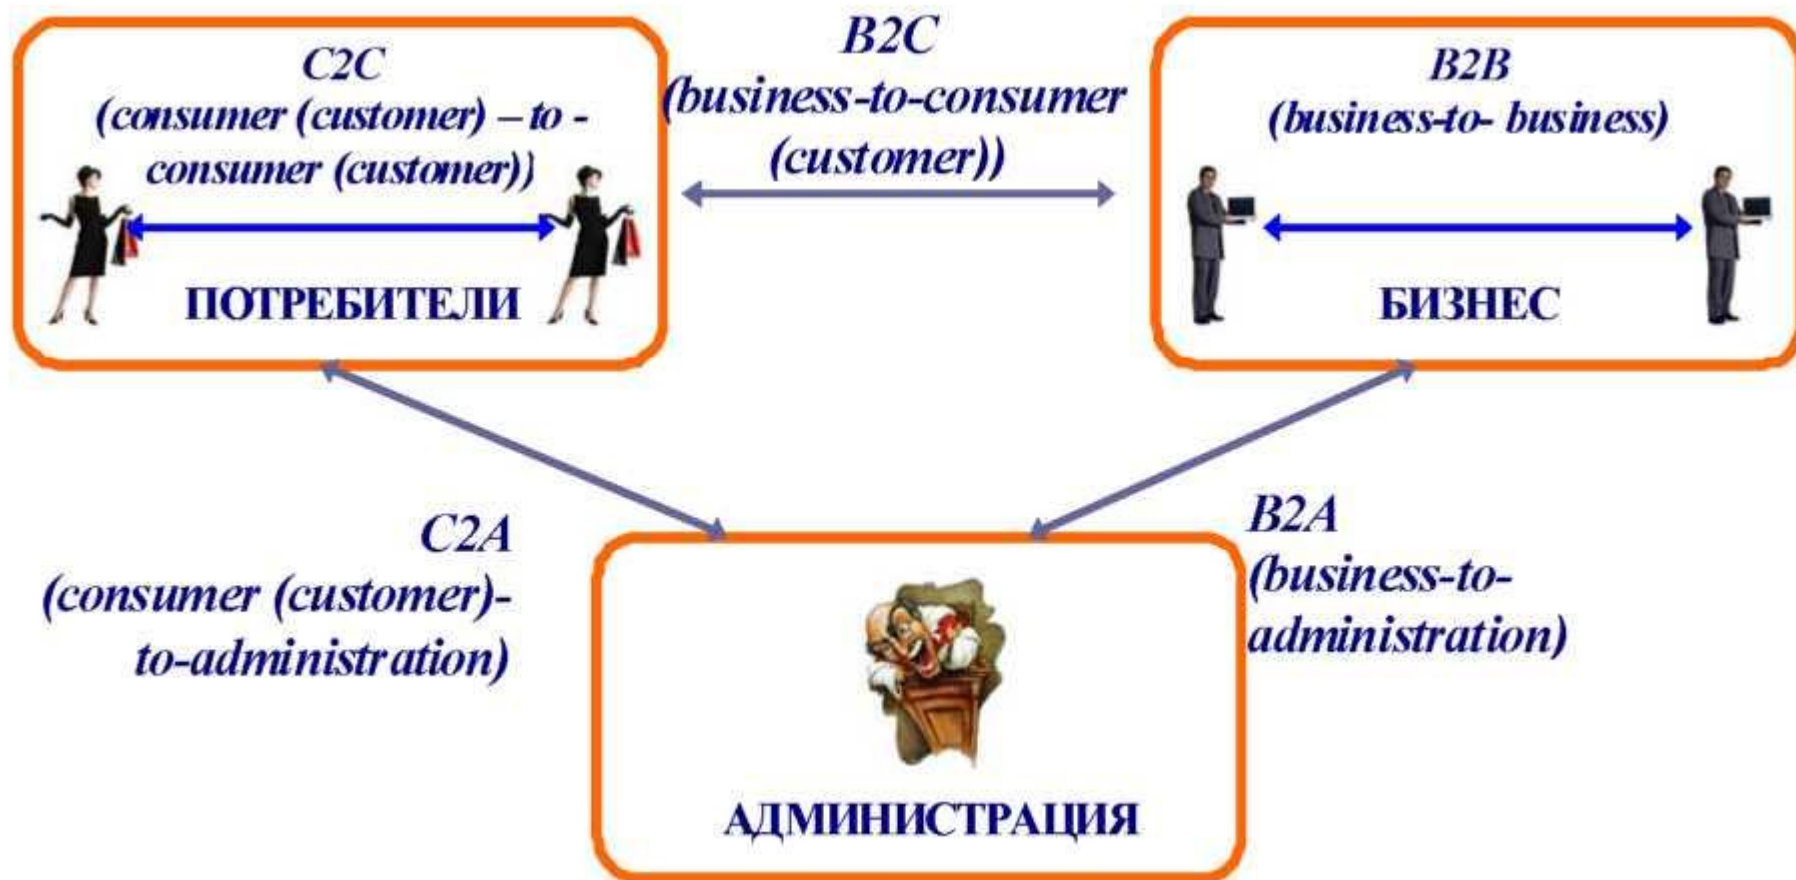 C2C
(consumer (customer) – to -
consumer (customer))
ПОТРЕБИТЕЛИ
B2C
(business-to-consumer
(customer))
B2B
(business-to- business)
БИЗНЕС
C2A
(consumer (customer)-
to-administration)
B2A
(business-to-
administration)
АДМИНИСТРАЦИЯ